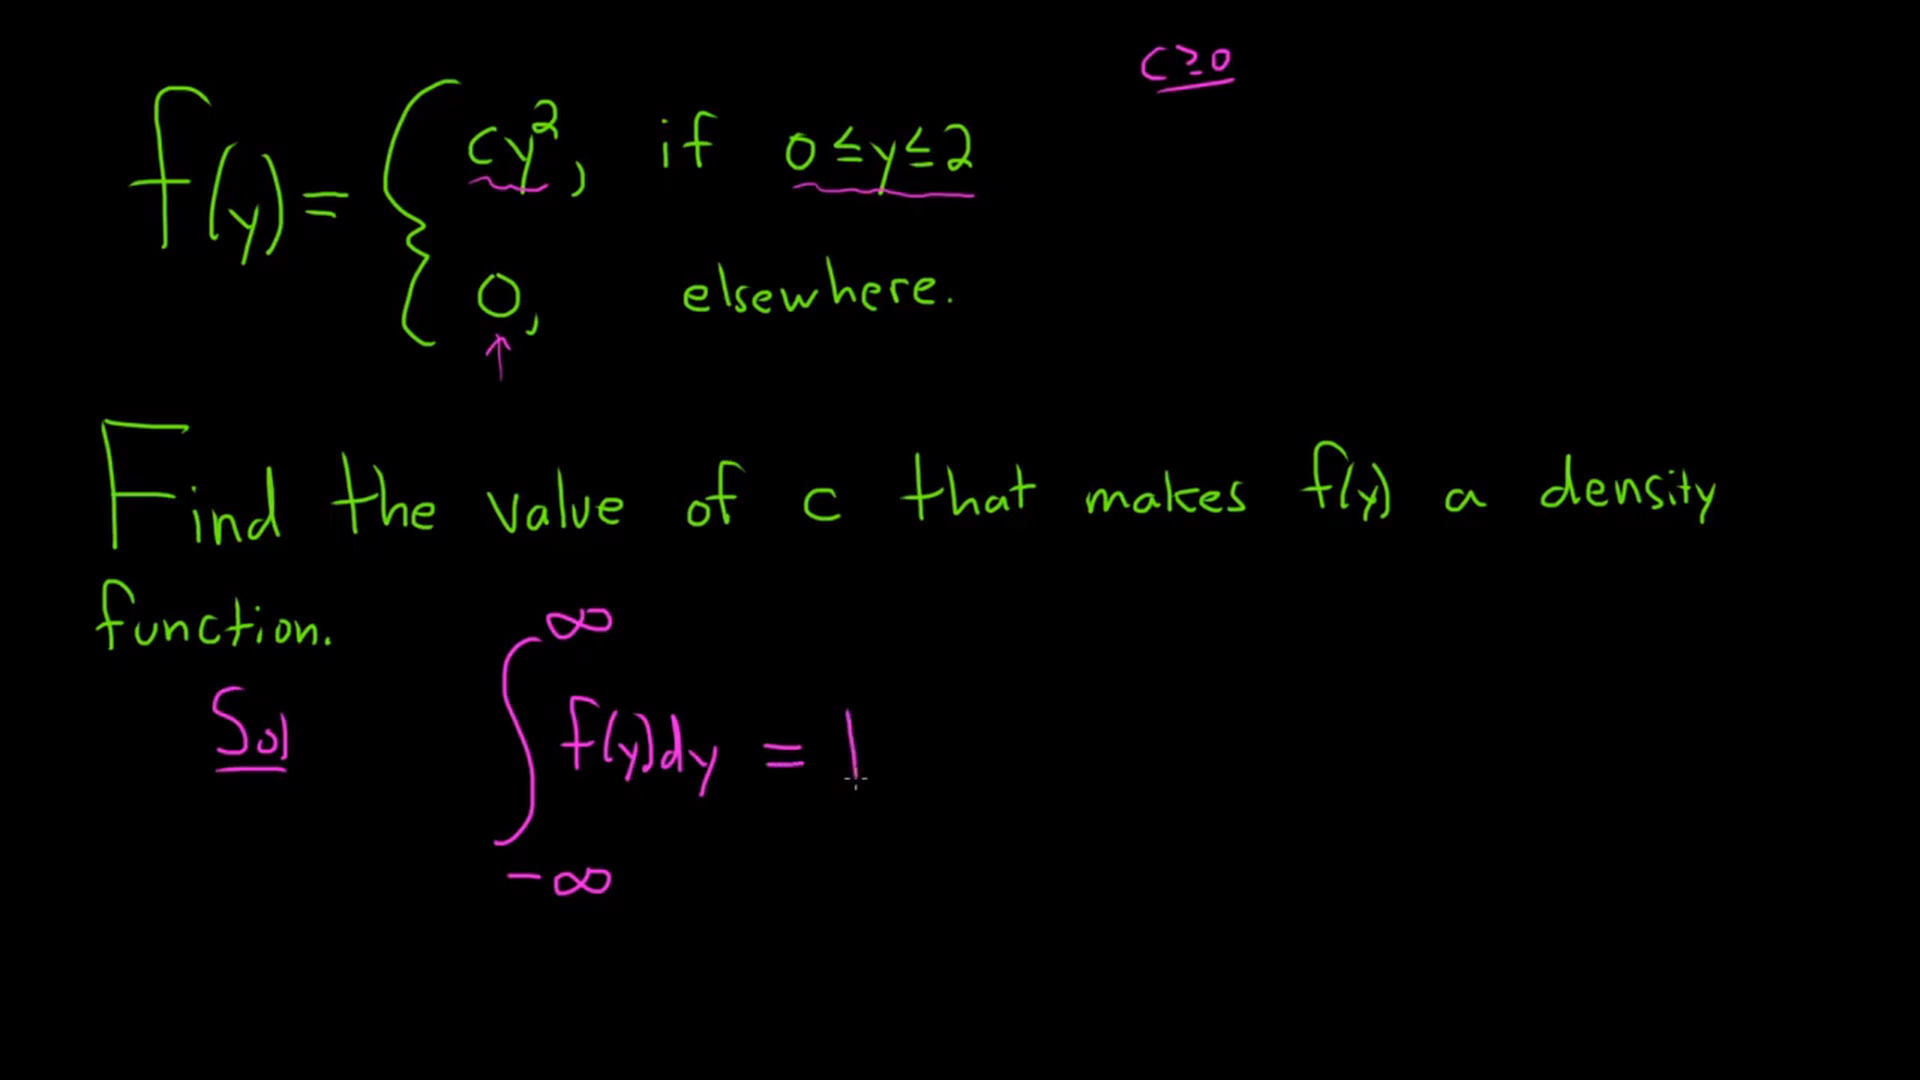 c≥0
f(y) = { cy², if 0≤y≤2
0, elsewhere.
Find the value of c that makes f(y) a density
function.
Sol ∫_{-∞}^{∞} f(y)dy = 1